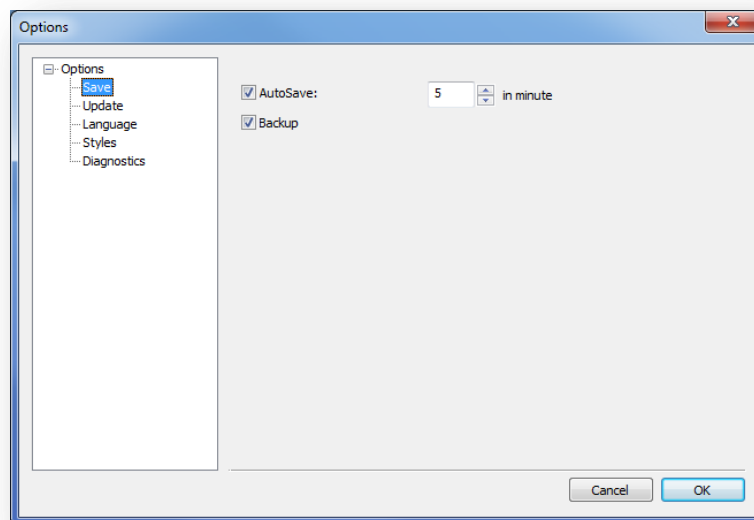 Options
Options
Save
Update
Language
Styles
Diagnostics
AutoSave: 5 in minute
Backup
Cancel OK